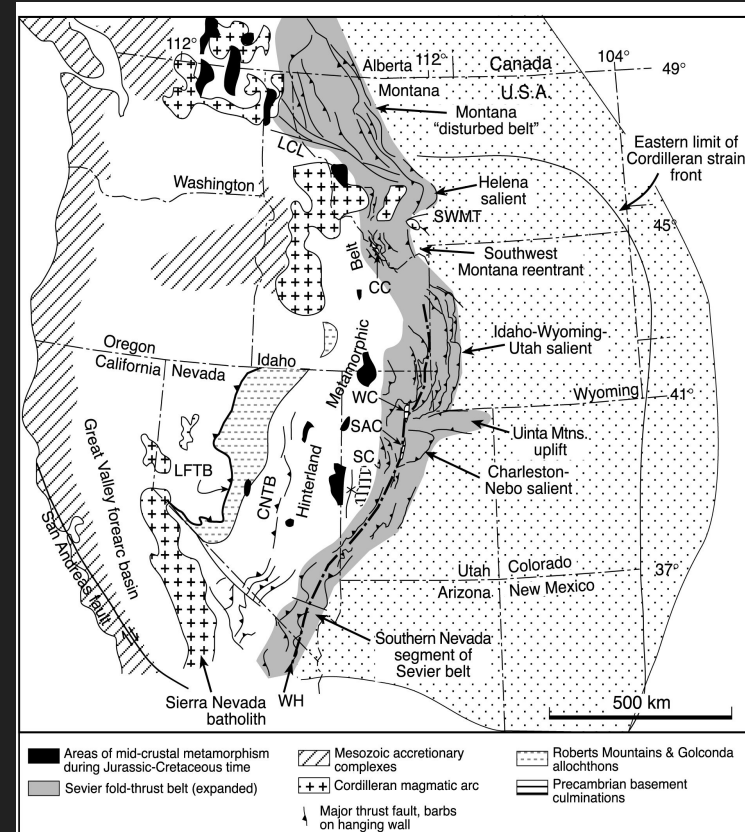 112°
Alberta
112°
Canada
104°
49°
Montana
U.S.A.
Montana
"disturbed belt"
Eastern limit of
Cordilleran strain
front
LCL
Washington
Helena
salient
SWMT
45°
Southwest
Montana reentrant
Belt
CC
Oregon
California
Nevada
Idaho
Metamorphic
Idaho-Wyoming-
Utah salient
Wyoming
41°
WC
SAC
SC
Uinta Mtns.
uplift
Charleston-
Nebo salient
Great Valley forearc basin
LFTB
CNTB
Hinterland
San Andreas fault
Utah
Colorado
37°
Arizona
New Mexico
Southern Nevada
segment of
Sevier belt
Sierra Nevada
batholith
WH
500 km
Areas of mid-crustal metamorphism
during Jurassic-Cretaceous time
Mesozoic accretionary
complexes
Roberts Mountains & Golconda
allochthons
Sevier fold-thrust belt (expanded)
Cordilleran magmatic arc
Precambrian basement
culminations
Major thrust fault, barbs
on hanging wall